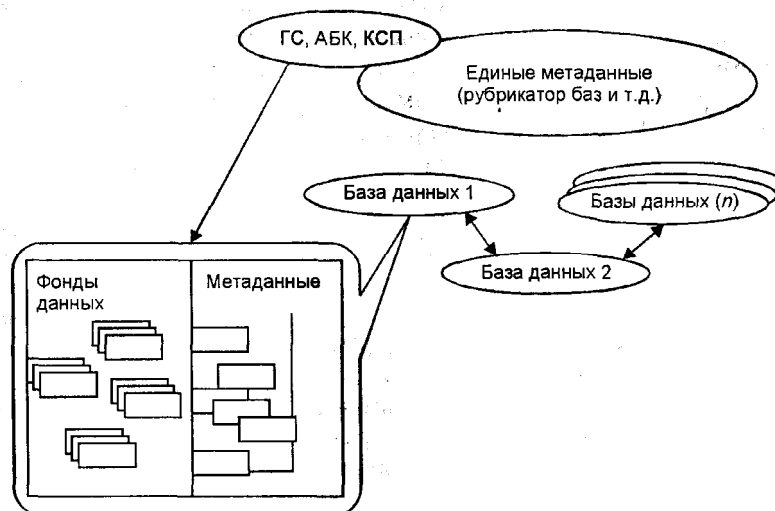 ГС, АБК, КСП
Единые метаданные
(рубрикатор баз и т.д.)
База данных 1
Базы данных (n)
База данных 2
Фонды
данных
Метаданные